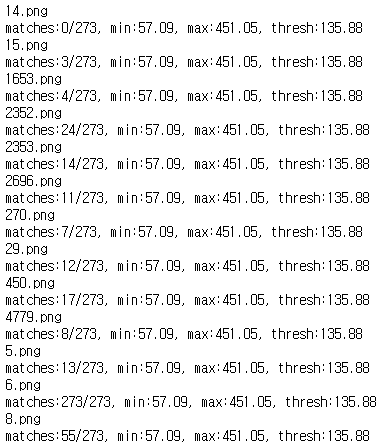 14.png
matches:0/273, min:57.09, max:451.05, thresh:135.88
15.png
matches:3/273, min:57.09, max:451.05, thresh:135.88
1653.png
matches:4/273, min:57.09, max:451.05, thresh:135.88
2352.png
matches:24/273, min:57.09, max:451.05, thresh:135.88
2353.png
matches:14/273, min:57.09, max:451.05, thresh:135.88
2696.png
matches:11/273, min:57.09, max:451.05, thresh:135.88
270.png
matches:7/273, min:57.09, max:451.05, thresh:135.88
29.png
matches:12/273, min:57.09, max:451.05, thresh:135.88
450.png
matches:17/273, min:57.09, max:451.05, thresh:135.88
4779.png
matches:8/273, min:57.09, max:451.05, thresh:135.88
5.png
matches:13/273, min:57.09, max:451.05, thresh:135.88
6.png
matches:273/273, min:57.09, max:451.05, thresh:135.88
8.png
matches:55/273, min:57.09, max:451.05, thresh:135.88